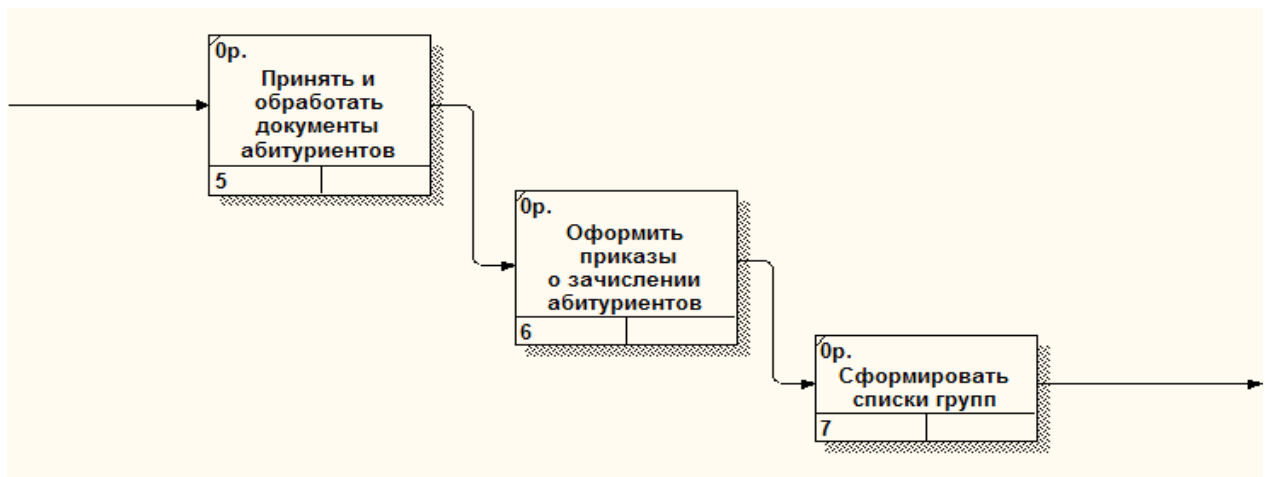 0р.
Принять и
обработать
документы
абитуриентов
5
0р.
Оформить
приказы
о зачислении
абитуриентов
6
0р.
Сформировать
списки групп
7